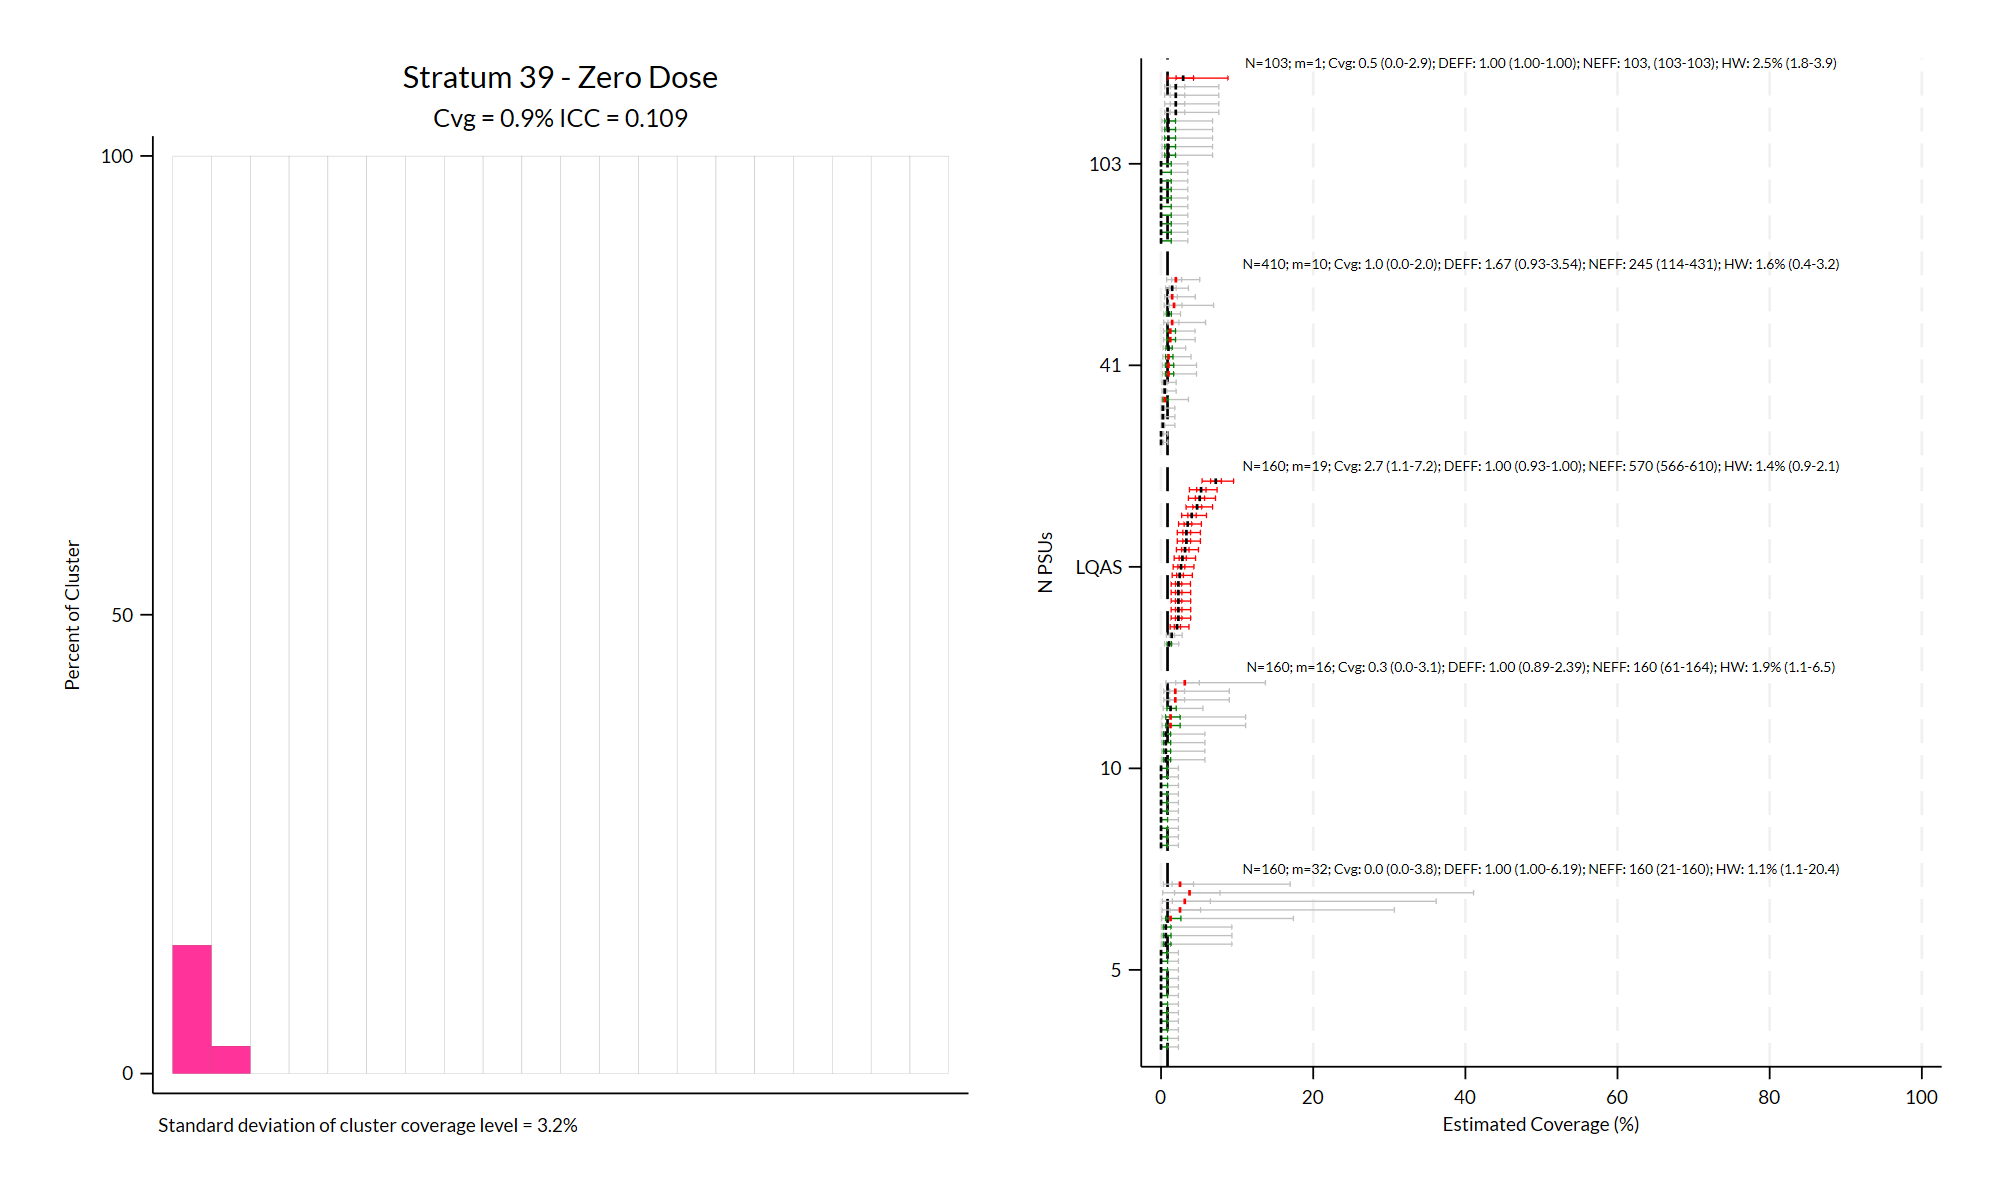 Stratum 39 - Zero Dose
Cvg = 0.9% ICC = 0.109
100
50
0
Percent of Cluster
Standard deviation of cluster coverage level = 3.2%
N=103; m=1; Cvg: 0.5 (0.0-2.9); DEFF: 1.00 (1.00-1.00); NEFF: 103, (103-103); HW: 2.5% (1.8-3.9)
103
N=410; m=10; Cvg: 1.0 (0.0-2.0); DEFF: 1.67 (0.93-3.54); NEFF: 245 (114-431); HW: 1.6% (0.4-3.2)
41
N=160; m=19; Cvg: 2.7 (1.1-7.2); DEFF: 1.00 (0.93-1.00); NEFF: 570 (566-610); HW: 1.4% (0.9-2.1)
N PSUs
LQAS
N=160; m=16; Cvg: 0.3 (0.0-3.1); DEFF: 1.00 (0.89-2.39); NEFF: 160 (61-164); HW: 1.9% (1.1-6.5)
10
N=160; m=32; Cvg: 0.0 (0.0-3.8); DEFF: 1.00 (1.00-6.19); NEFF: 160 (21-160); HW: 1.1% (1.1-20.4)
5
0 20 40 60 80 100
Estimated Coverage (%)